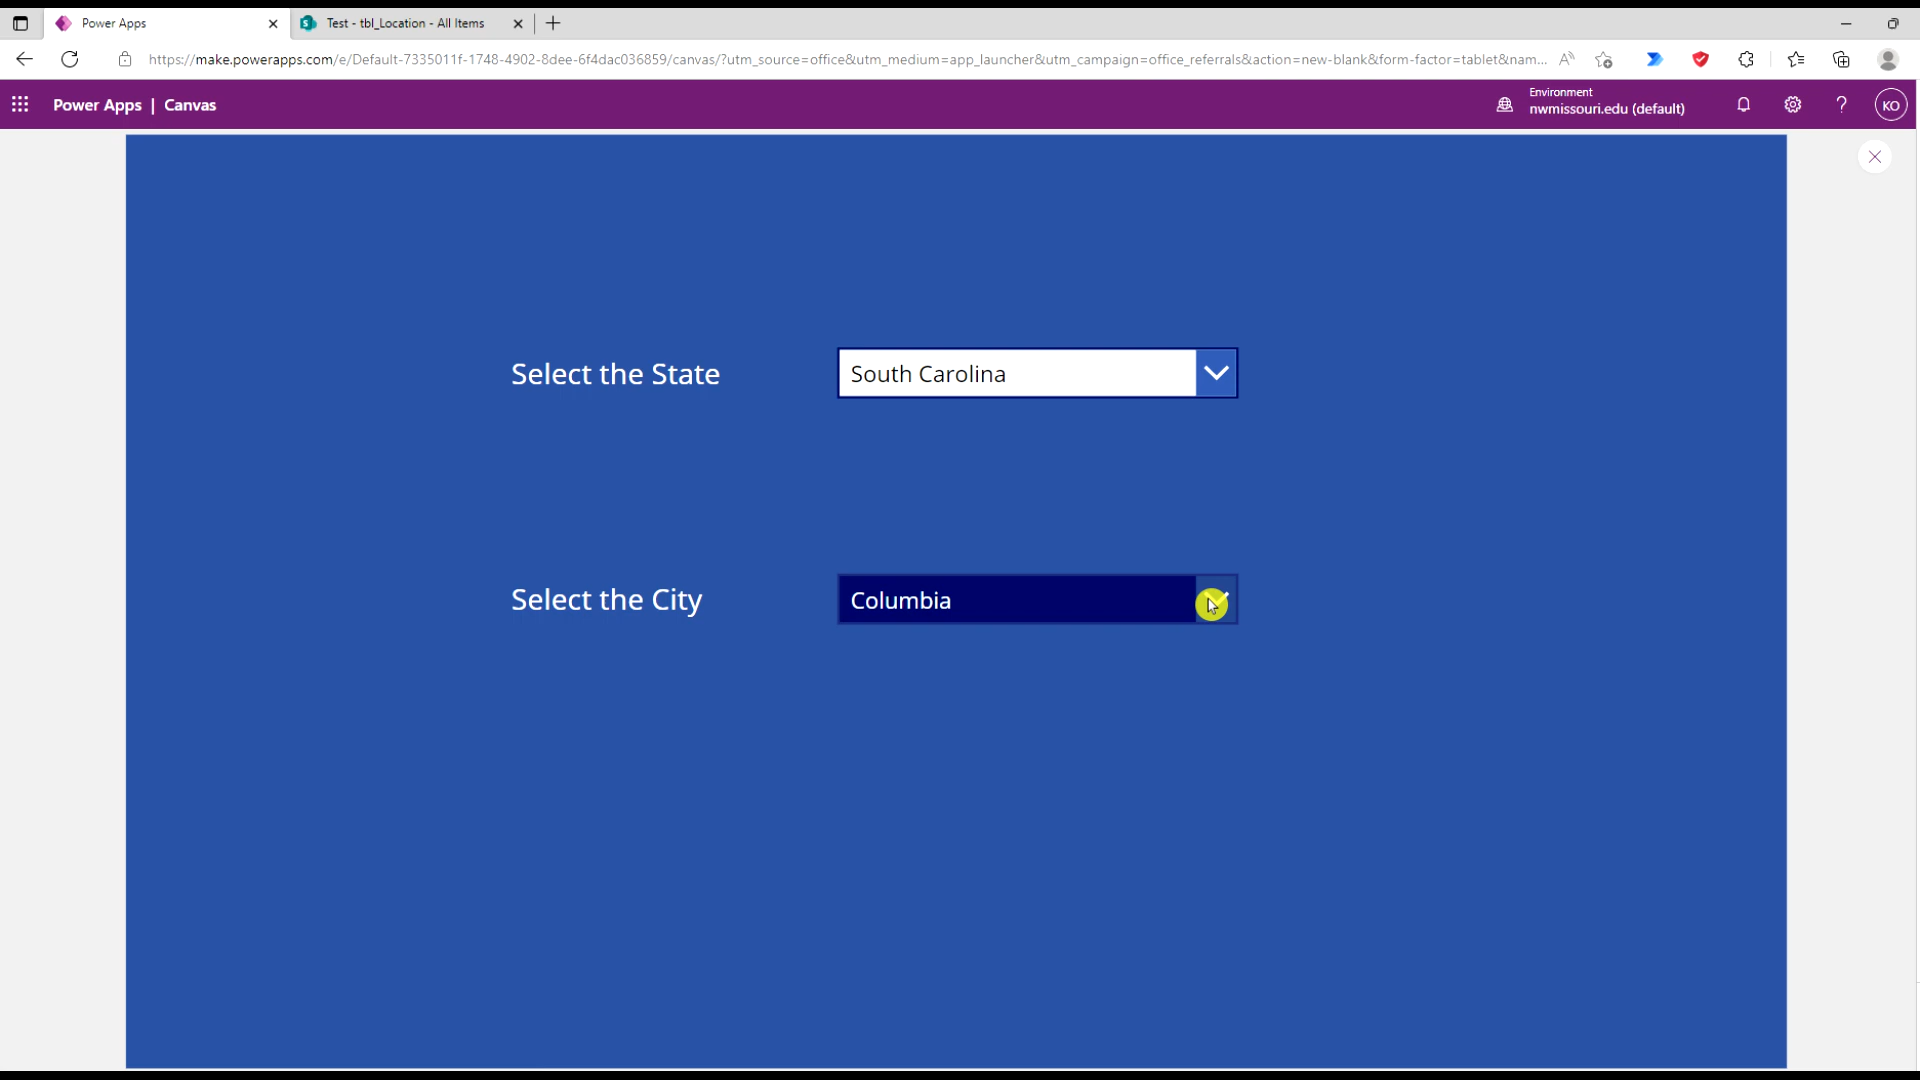 Power Apps
Test - tbl_Location - All Items
https://make.powerapps.com/e/Default-7335011f-1748-4902-8dee-6f4dac036859/canvas/?utm_source=office&utm_medium=app_launcher&utm_campaign=office_referrals&action=new-blank&form-factor=tablet&nam...
Power Apps | Canvas
Environment
nwmissouri.edu (default)
KO
Select the State
South Carolina
Select the City
Columbia